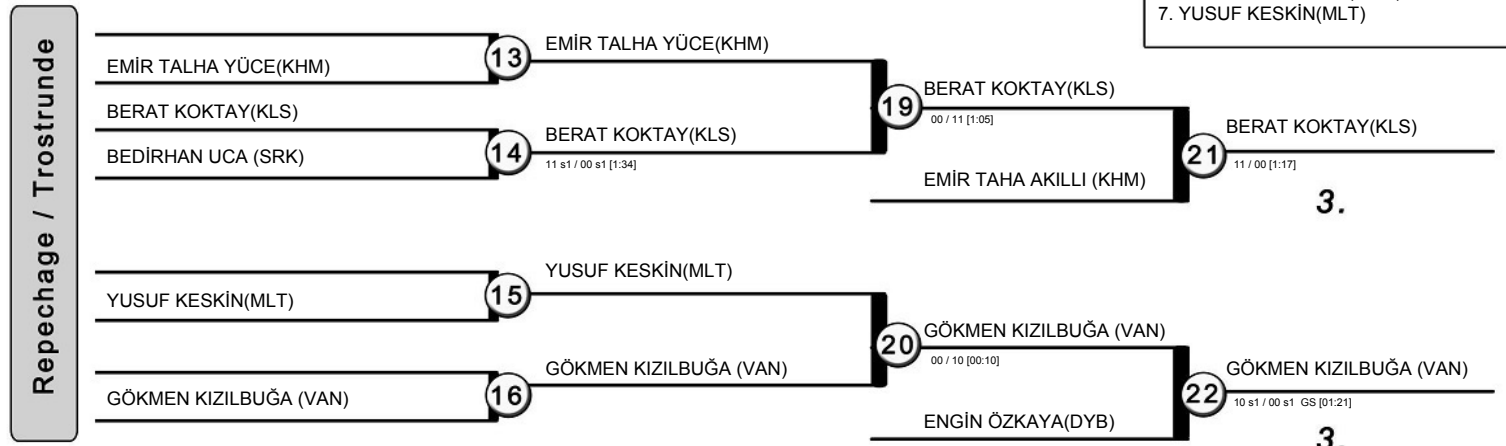 7. YUSUF KESKİN(MLT)
Repechage / Trostrunde
EMİR TALHA YÜCE(KHM)
BERAT KOKTAY(KLS)
BEDİRHAN UCA (SRK)
13
EMİR TALHA YÜCE(KHM)
14
BERAT KOKTAY(KLS)
11 s1 / 00 s1 [1:34]
19
BERAT KOKTAY(KLS)
00 / 11 [1:05]
EMİR TAHA AKILLI (KHM)
21
BERAT KOKTAY(KLS)
11 / 00 [1:17]
3.
YUSUF KESKİN(MLT)
GÖKMEN KIZILBUĞA (VAN)
15
YUSUF KESKİN(MLT)
16
GÖKMEN KIZILBUĞA (VAN)
20
GÖKMEN KIZILBUĞA (VAN)
00 / 10 [00:10]
ENGİN ÖZKAYA(DYB)
22
GÖKMEN KIZILBUĞA (VAN)
10 s1 / 00 s1 GS [01:21]
3.